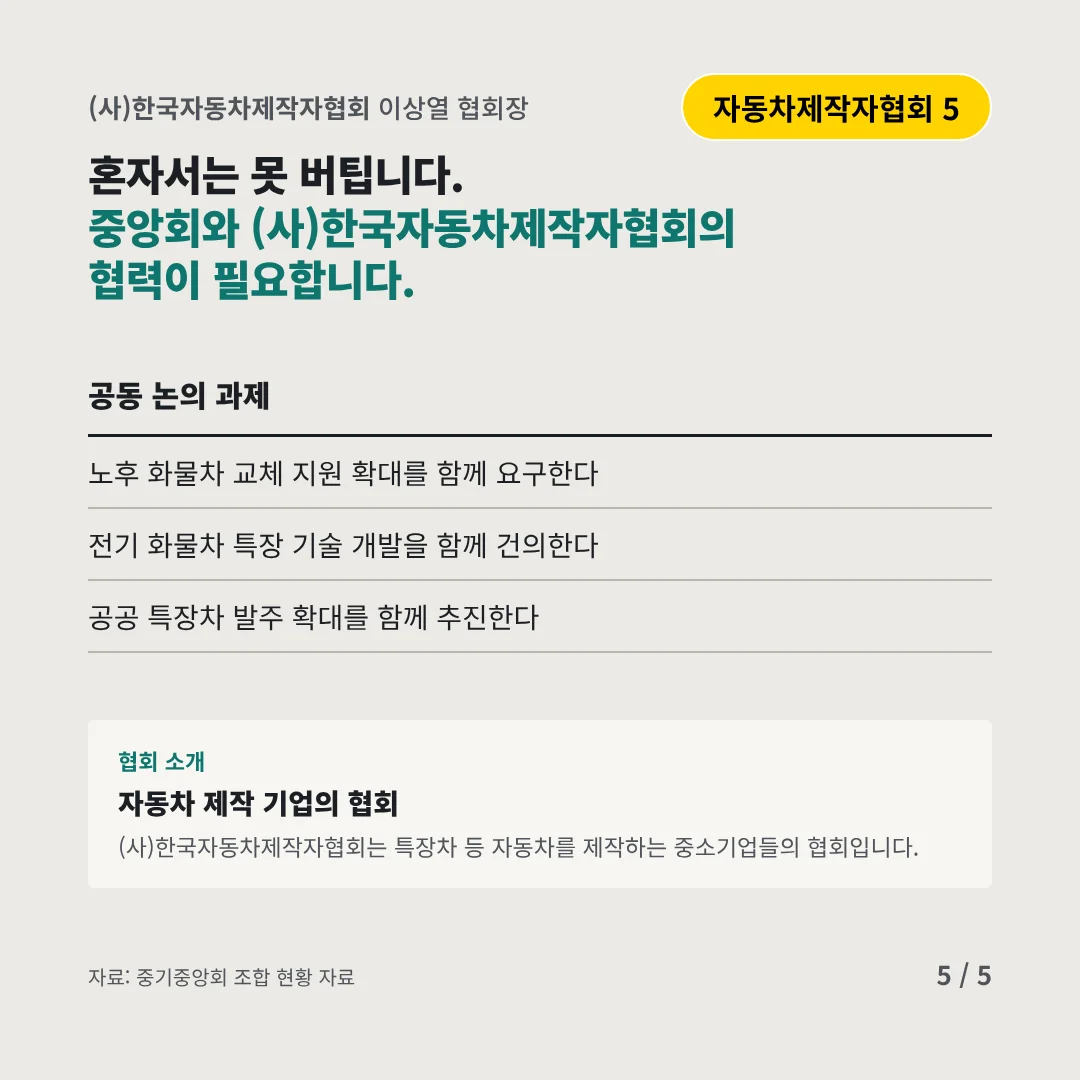 (사)한국자동차제작자협회 이상열 협회장
자동차제작자협회 5
혼자서는 못 버팁니다.
중앙회와 (사)한국자동차제작자협회의
협력이 필요합니다.
공동 논의 과제
노후 화물차 교체 지원 확대를 함께 요구한다
전기 화물차 특장 기술 개발을 함께 건의한다
공공 특장차 발주 확대를 함께 추진한다
협회 소개
자동차 제작 기업의 협회
(사)한국자동차제작자협회는 특장차 등 자동차를 제작하는 중소기업들의 협회입니다.
자료: 중기중앙회 조합 현황 자료
5 / 5